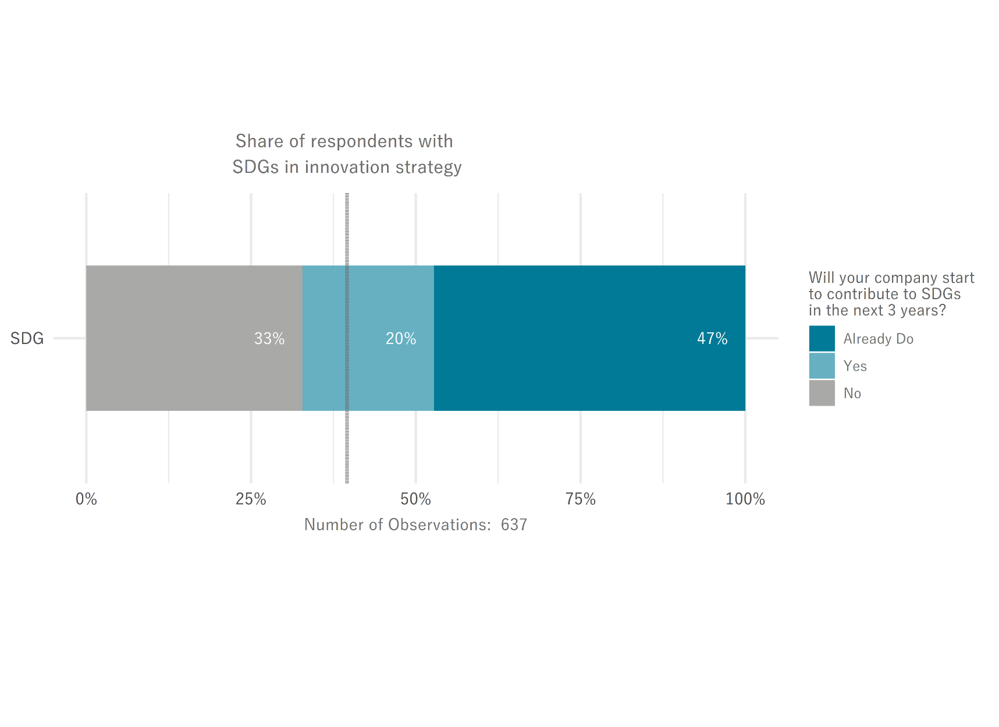 Share of respondents with
SDGs in innovation strategy
SDG
33%
20%
47%
Will your company start
to contribute to SDGs
in the next 3 years?
Already Do
Yes
No
0%
25%
50%
75%
100%
Number of Observations: 637